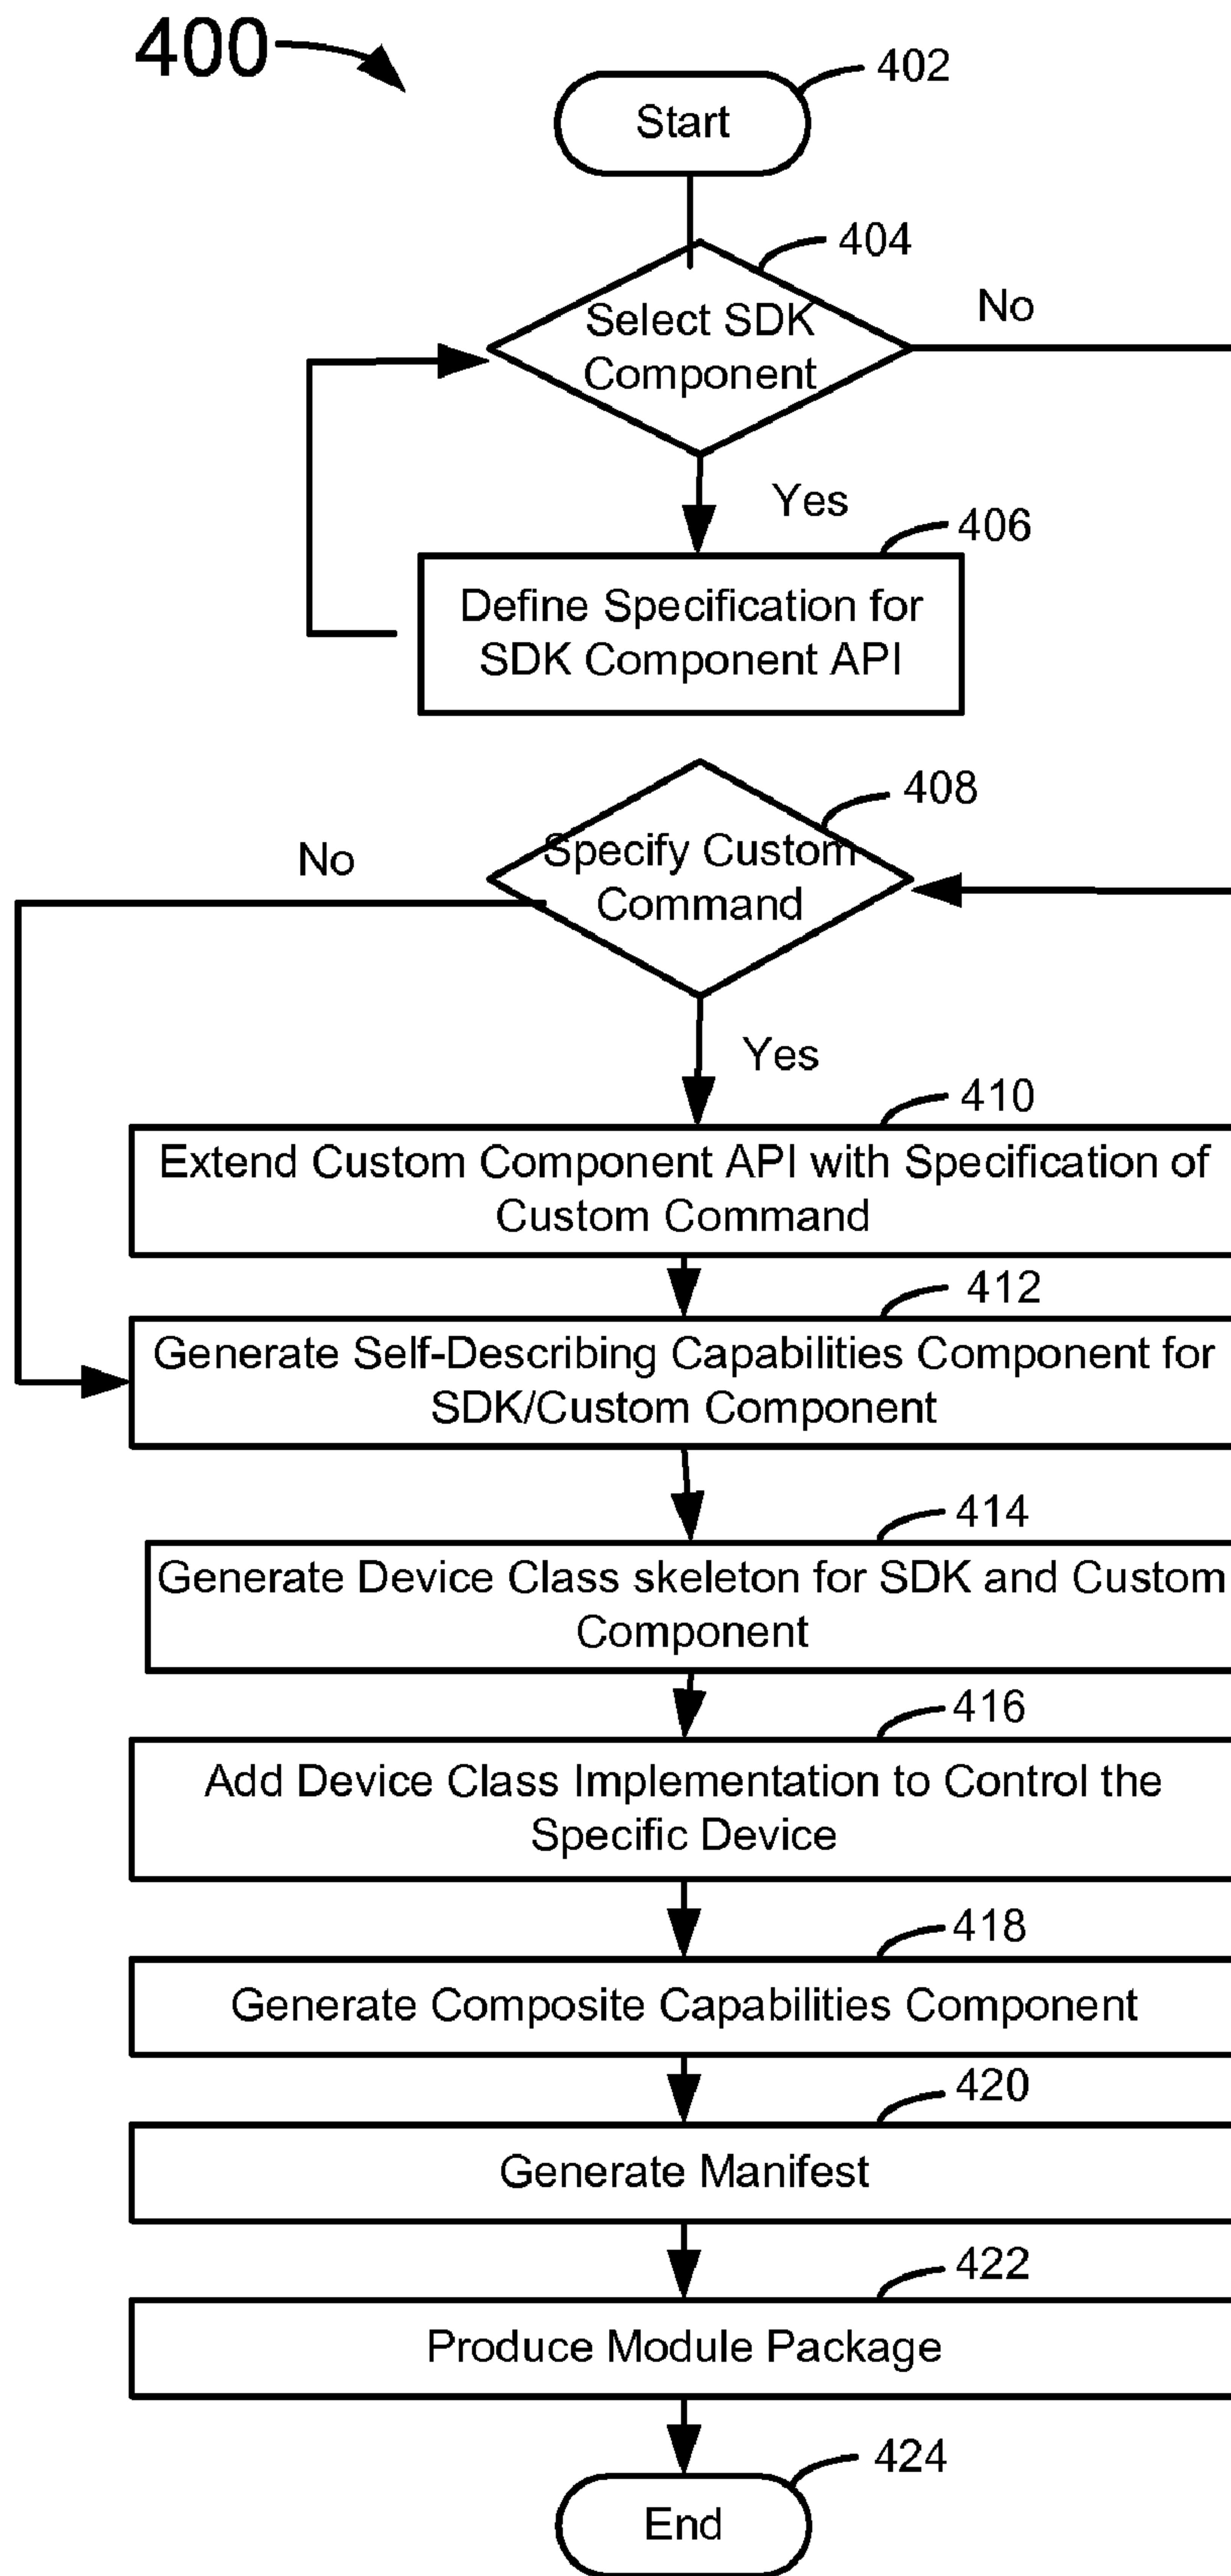 400
402
Start
404
Select SDK
Component
No
Yes
406
Define Specification for
SDK Component API
408
Specify Custom
Command
No
Yes
410
Extend Custom Component API with Specification of
Custom Command
412
Generate Self-Describing Capabilities Component for
SDK/Custom Component
414
Generate Device Class skeleton for SDK and Custom
Component
416
Add Device Class Implementation to Control the
Specific Device
418
Generate Composite Capabilities Component
420
Generate Manifest
422
Produce Module Package
424
End